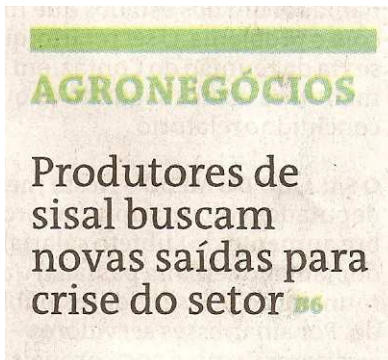 AGRONEGÓCIOS
Produtores de
sisal buscam
novas saídas para
crise do setor B6